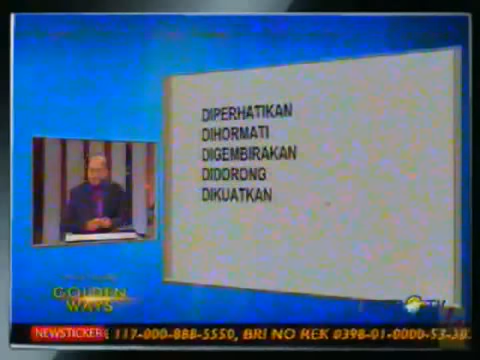 DIPERHATIKAN
DIHORMATI
DIGEMBIRAKAN
DIDORONG
DIKUATKAN
GOLDEN
WAYS
NEWSTICKER 117-000-888-5550, BRI NO REK 0398-01-0000-53-30